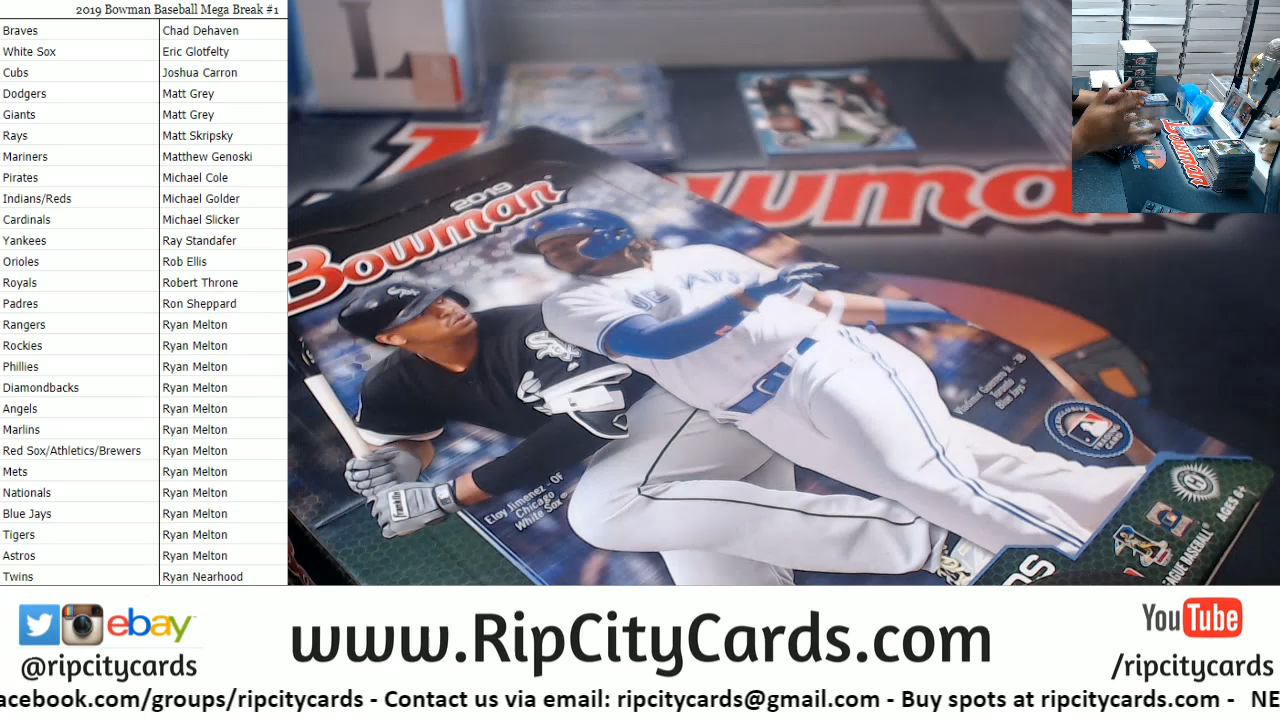 2019 Bowman Baseball Mega Break #1
Braves Chad Dehaven
White Sox Eric Glotfelty
Cubs Joshua Carron
Dodgers Matt Grey
Giants Matt Grey
Rays Matt Skripsky
Mariners Matthew Genoski
Pirates Michael Cole
Indians/Reds Michael Golder
Cardinals Michael Slicker
Yankees Ray Standafer
Orioles Rob Ellis
Royals Robert Throne
Padres Ron Sheppard
Rangers Ryan Melton
Rockies Ryan Melton
Phillies Ryan Melton
Diamondbacks Ryan Melton
Angels Ryan Melton
Marlins Ryan Melton
Red Sox/Athletics/Brewers Ryan Melton
Mets Ryan Melton
Nationals Ryan Melton
Blue Jays Ryan Melton
Tigers Ryan Melton
Astros Ryan Melton
Twins Ryan Nearhood
2019
Bowman
Sox
Franklin
Eloy Jimenez - OF
Chicago
White Sox
Vladimir Guerrero Jr. - 3B
Toronto
Blue Jays
AGES 6+
Bowman
ebay
@ripcitycards
www.RipCityCards.com
YouTube
/ripcitycards
acebook.com/groups/ripcitycards - Contact us via email: ripcitycards@gmail.com - Buy spots at ripcitycards.com - NE